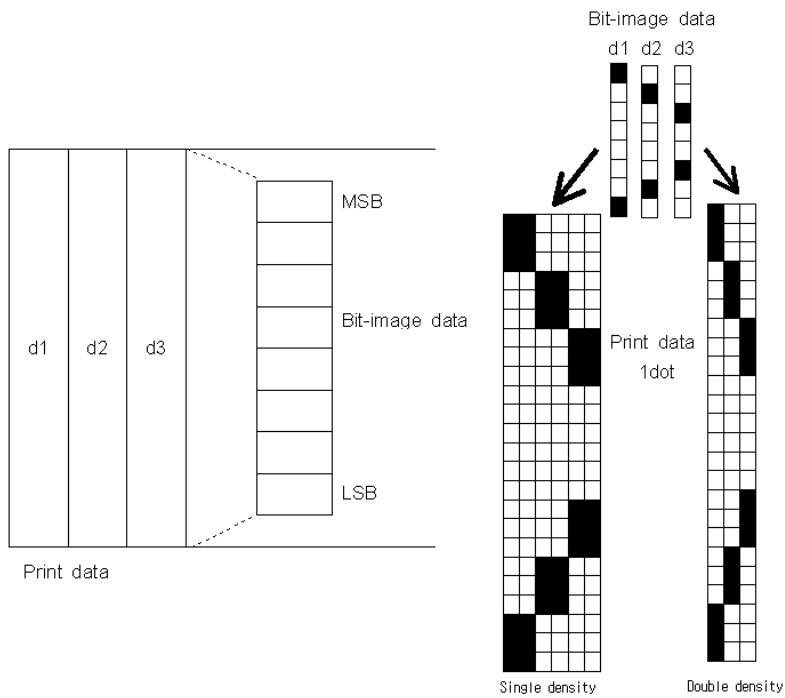 Bit-image data
d1 d2 d3
MSB
Bit-image data
d1 d2 d3
LSB
Print data
Print data
1dot
Single density
Double density